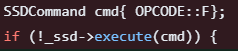 SSDCommand cmd{ OPCODE::F};
if (!_ssd->execute(cmd)) {